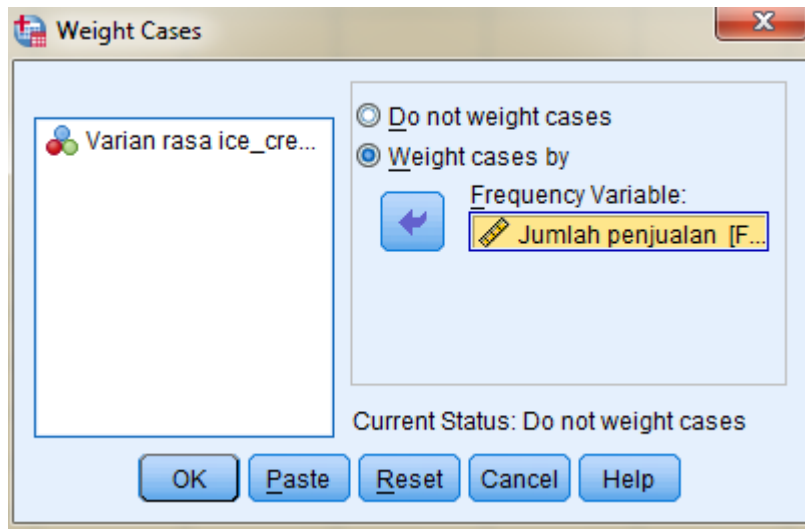 Weight Cases
Varian rasa ice_cre...
Do not weight cases
Weight cases by
Frequency Variable:
Jumlah penjualan [F...
Current Status: Do not weight cases
OK
Paste
Reset
Cancel
Help